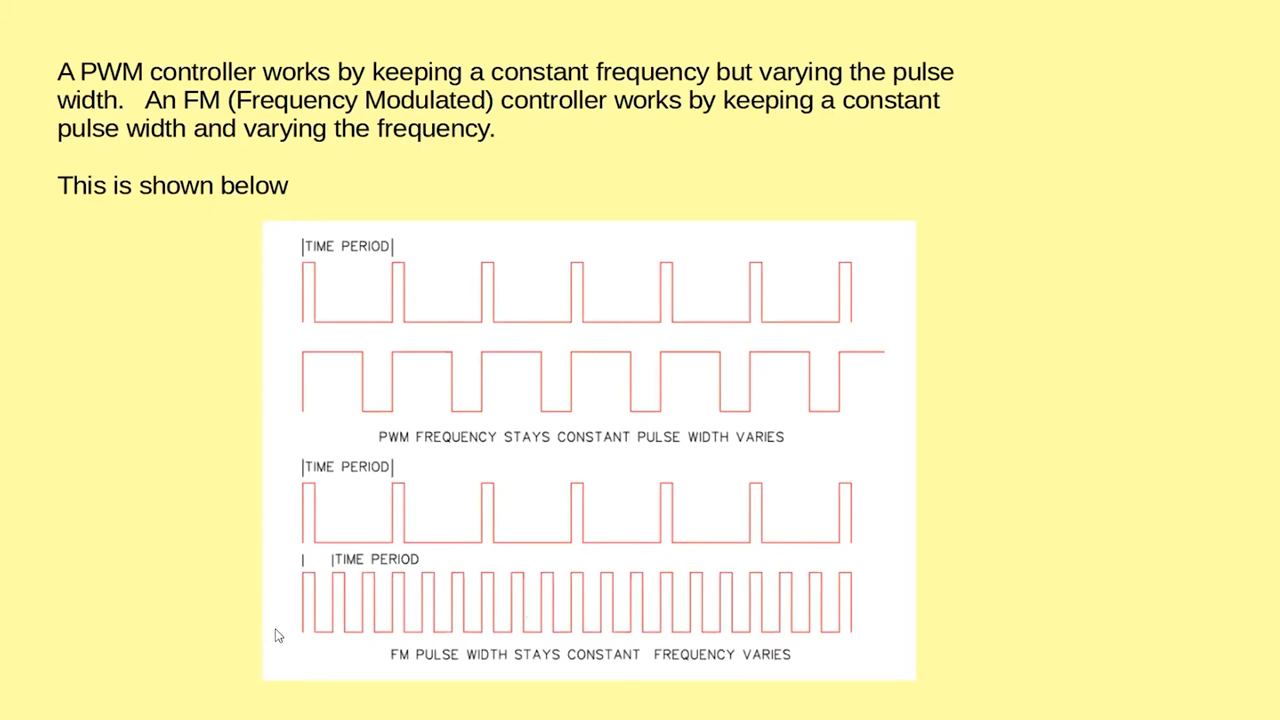 A PWM controller works by keeping a constant frequency but varying the pulse
width.   An FM (Frequency Modulated) controller works by keeping a constant
pulse width and varying the frequency.
This is shown below
|TIME PERIOD|
PWM FREQUENCY STAYS CONSTANT PULSE WIDTH VARIES
|TIME PERIOD|
|   |TIME PERIOD
FM PULSE WIDTH STAYS CONSTANT  FREQUENCY VARIES